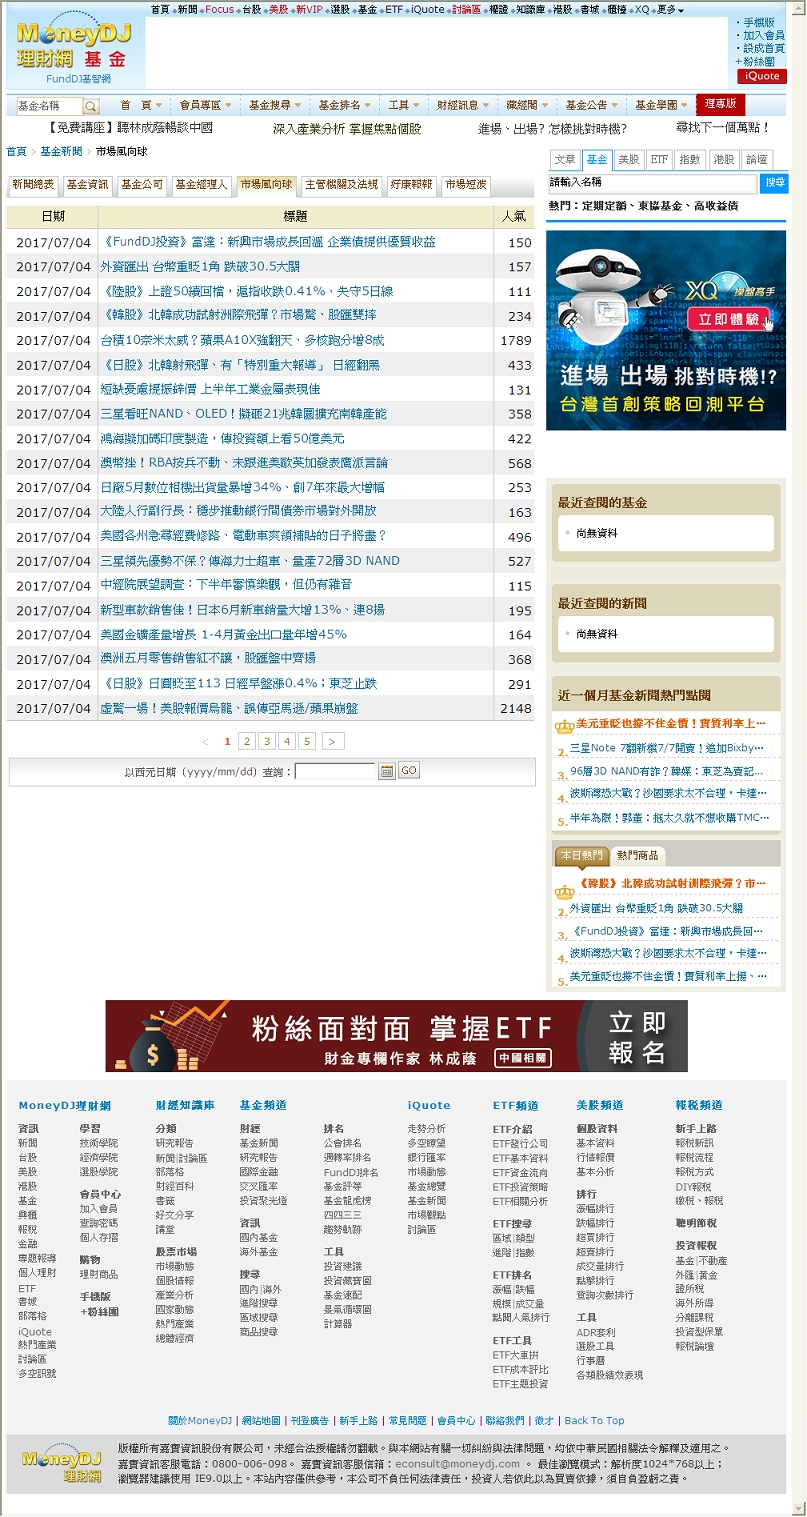 首頁 新聞 Focus 台股 美股 新VIP 選股 基金 ETF iQuote 討論區 權證 知識庫 港股 書城 櫃檯 XQ 更多
MoneyDJ
理財網 基金
FundDJ基智網
手機版
加入會員
設成首頁
+粉絲團
iQuote
基金名稱
首 頁 會員專區 基金搜尋 基金排名 工具 財經訊息 藏經閣 基金公告 基金學園 理專版
【免費講座】聽林成蔭暢談中國 深入產業分析 掌握焦點個股 進場、出場? 怎樣挑對時機? 尋找下一個萬點！
首頁 > 基金新聞 > 市場風向球
新聞總表 基金資訊 基金公司 基金經理人 市場風向球 主管機關及法規 好康報報 市場短波
日期 標題 人氣
2017/07/04 《FundDJ投資》富達：新興市場成長回溫 企業債提供優質收益 150
2017/07/04 外資匯出 台幣重貶1角 跌破30.5大關 157
2017/07/04 《陸股》上證50續回檔，滬指收跌0.41%、失守5日線 111
2017/07/04 《韓股》北韓成功試射洲際飛彈？市場驚、股匯雙摔 234
2017/07/04 台積10奈米太威？蘋果A10X強翻天、多核跑分增8成 1789
2017/07/04 《日股》北韓射飛彈、有「特別重大報導」 日經翻黑 433
2017/07/04 短缺憂慮提振鋅價 上半年工業金屬表現佳 131
2017/07/04 三星看旺NAND、OLED！擬砸21兆韓圜擴充南韓產能 358
2017/07/04 鴻海擬加碼印度製造，傳投資額上看50億美元 422
2017/07/04 澳幣挫！RBA按兵不動、未跟進美歐英加發表鷹派言論 568
2017/07/04 日廠5月數位相機出貨量暴增34%、創7年來最大增幅 253
2017/07/04 大陸人行副行長：穩步推動銀行間債券市場對外開放 163
2017/07/04 美國各州急尋經費修路、電動車爽領補貼的日子將盡？ 496
2017/07/04 三星領先優勢不保？傳海力士超車、量產72層3D NAND 527
2017/07/04 中經院展望調查：下半年審慎樂觀，但仍有雜音 115
2017/07/04 新型車款銷售佳！日本6月新車銷量大增13%、連8揚 195
2017/07/04 美國金礦產量增長 1-4月黃金出口量年增45% 164
2017/07/04 澳洲五月零售銷售紅不讓，股匯盤中齊揚 368
2017/07/04 《日股》日圓貶至113 日經早盤漲0.4%；東芝止跌 291
2017/07/04 虛驚一場！美股報價烏龍、誤傳亞馬遜/蘋果崩盤 2148
< 1 2 3 4 5 >
以西元日期（yyyy/mm/dd）查詢： GO
文章 基金 美股 ETF 指數 港股 論壇
請輸入名稱 搜尋
熱門：定期定額、東協基金、高收益債
XQ 操盤高手
立即體驗
進場 出場 挑對時機!?
台灣首創策略回測平台
最近查閱的基金
尚無資料
最近查閱的新聞
尚無資料
近一個月基金新聞熱門點閱
美元重貶也撐不住金價！實質利率上…
2. 三星Note 7翻新機7/7開賣！追加Bixby…
3. 96層3D NAND有詐？韓媒：東芝為賣記…
4. 波斯灣恐大戰？沙國要求太不合理，卡達…
5. 半年為限！郭董：拖太久就不想收購TMC…
本日熱門 熱門商品
《韓股》北韓成功試射洲際飛彈？市…
2. 外資匯出 台幣重貶1角 跌破30.5大關
3. 《FundDJ投資》富達：新興市場成長回…
4. 波斯灣恐大戰？沙國要求太不合理，卡達…
5. 美元重貶也撐不住金價！實質利率上揚、…
粉絲面對面 掌握ETF
財金專欄作家 林成蔭 中國相關
立即
報名
MoneyDJ理財網
資訊
新聞
台股
美股
港股
基金
興櫃
報稅
金融
專題報導
個人理財
ETF
書城
部落格
iQuote
熱門產業
討論區
多空訊號
學習
技術學院
經濟學院
選股學院
會員中心
加入會員
查詢密碼
個人存摺
購物
理財商品
手機版
+粉絲團
財經知識庫
分類
研究報告
新聞|討論區
部落格
財經百科
書籤
好文分享
講堂
股票市場
市場動態
個股情報
產業分析
國家動態
熱門產業
總體經濟
基金頻道
財經
基金新聞
研究報告
國際金融
交叉匯率
投資聚光燈
資訊
國內基金
海外基金
搜尋
國內|海外
進階搜尋
區域搜尋
商品搜尋
排名
公會排名
週轉率排名
FundDJ排名
基金評等
基金龍虎榜
四四三三
趨勢軌跡
工具
投資建議
投資藏寶圖
基金速配
景氣循環圖
計算器
iQuote
走勢分析
多空瞭望
銀行匯率
市場動態
基金總覽
基金新聞
市場觀點
討論區
ETF頻道
ETF介紹
ETF發行公司
ETF基本資料
ETF資金流向
ETF投資策略
ETF相關分析
ETF搜尋
區域|類型
進階|指數
ETF排名
漲幅|跌幅
規模|成交量
點閱人氣排行
ETF工具
ETF大車拚
ETF成本評比
ETF主題投資
美股頻道
個股資料
基本資料
行情報價
基本分析
排行
漲幅排行
跌幅排行
超買排行
超賣排行
成交量排行
點擊排行
查詢次數排行
工具
ADR套利
選股工具
行事曆
各類股績效表現
報稅頻道
新手上路
報稅新訊
報稅流程
報稅方式
DIY報稅
繳稅、報稅
聰明節稅
投資報稅
基金|不動產
外匯|黃金
證所稅
海外所得
分離課稅
投資型保單
報稅論壇
關於MoneyDJ | 網站地圖 | 刊登廣告 | 新手上路 | 常見問題 | 會員中心 | 聯絡我們 | 徵才 | Back To Top
MoneyDJ
理財網
版權所有嘉實資訊股份有限公司，未經合法授權請勿翻載。與本網站有關一切糾紛與法律問題，均依中華民國相關法令解釋及適用之。
嘉實資訊客服電話：0800-006-098。 嘉實資訊客服信箱：econsult@moneydj.com 。 最佳瀏覽模式：解析度1024*768以上；
瀏覽器建議使用 IE9.0以上。本站內容僅供參考，本公司不負任何法律責任，投資人若依此以為買賣依據，須自負盈虧之責。